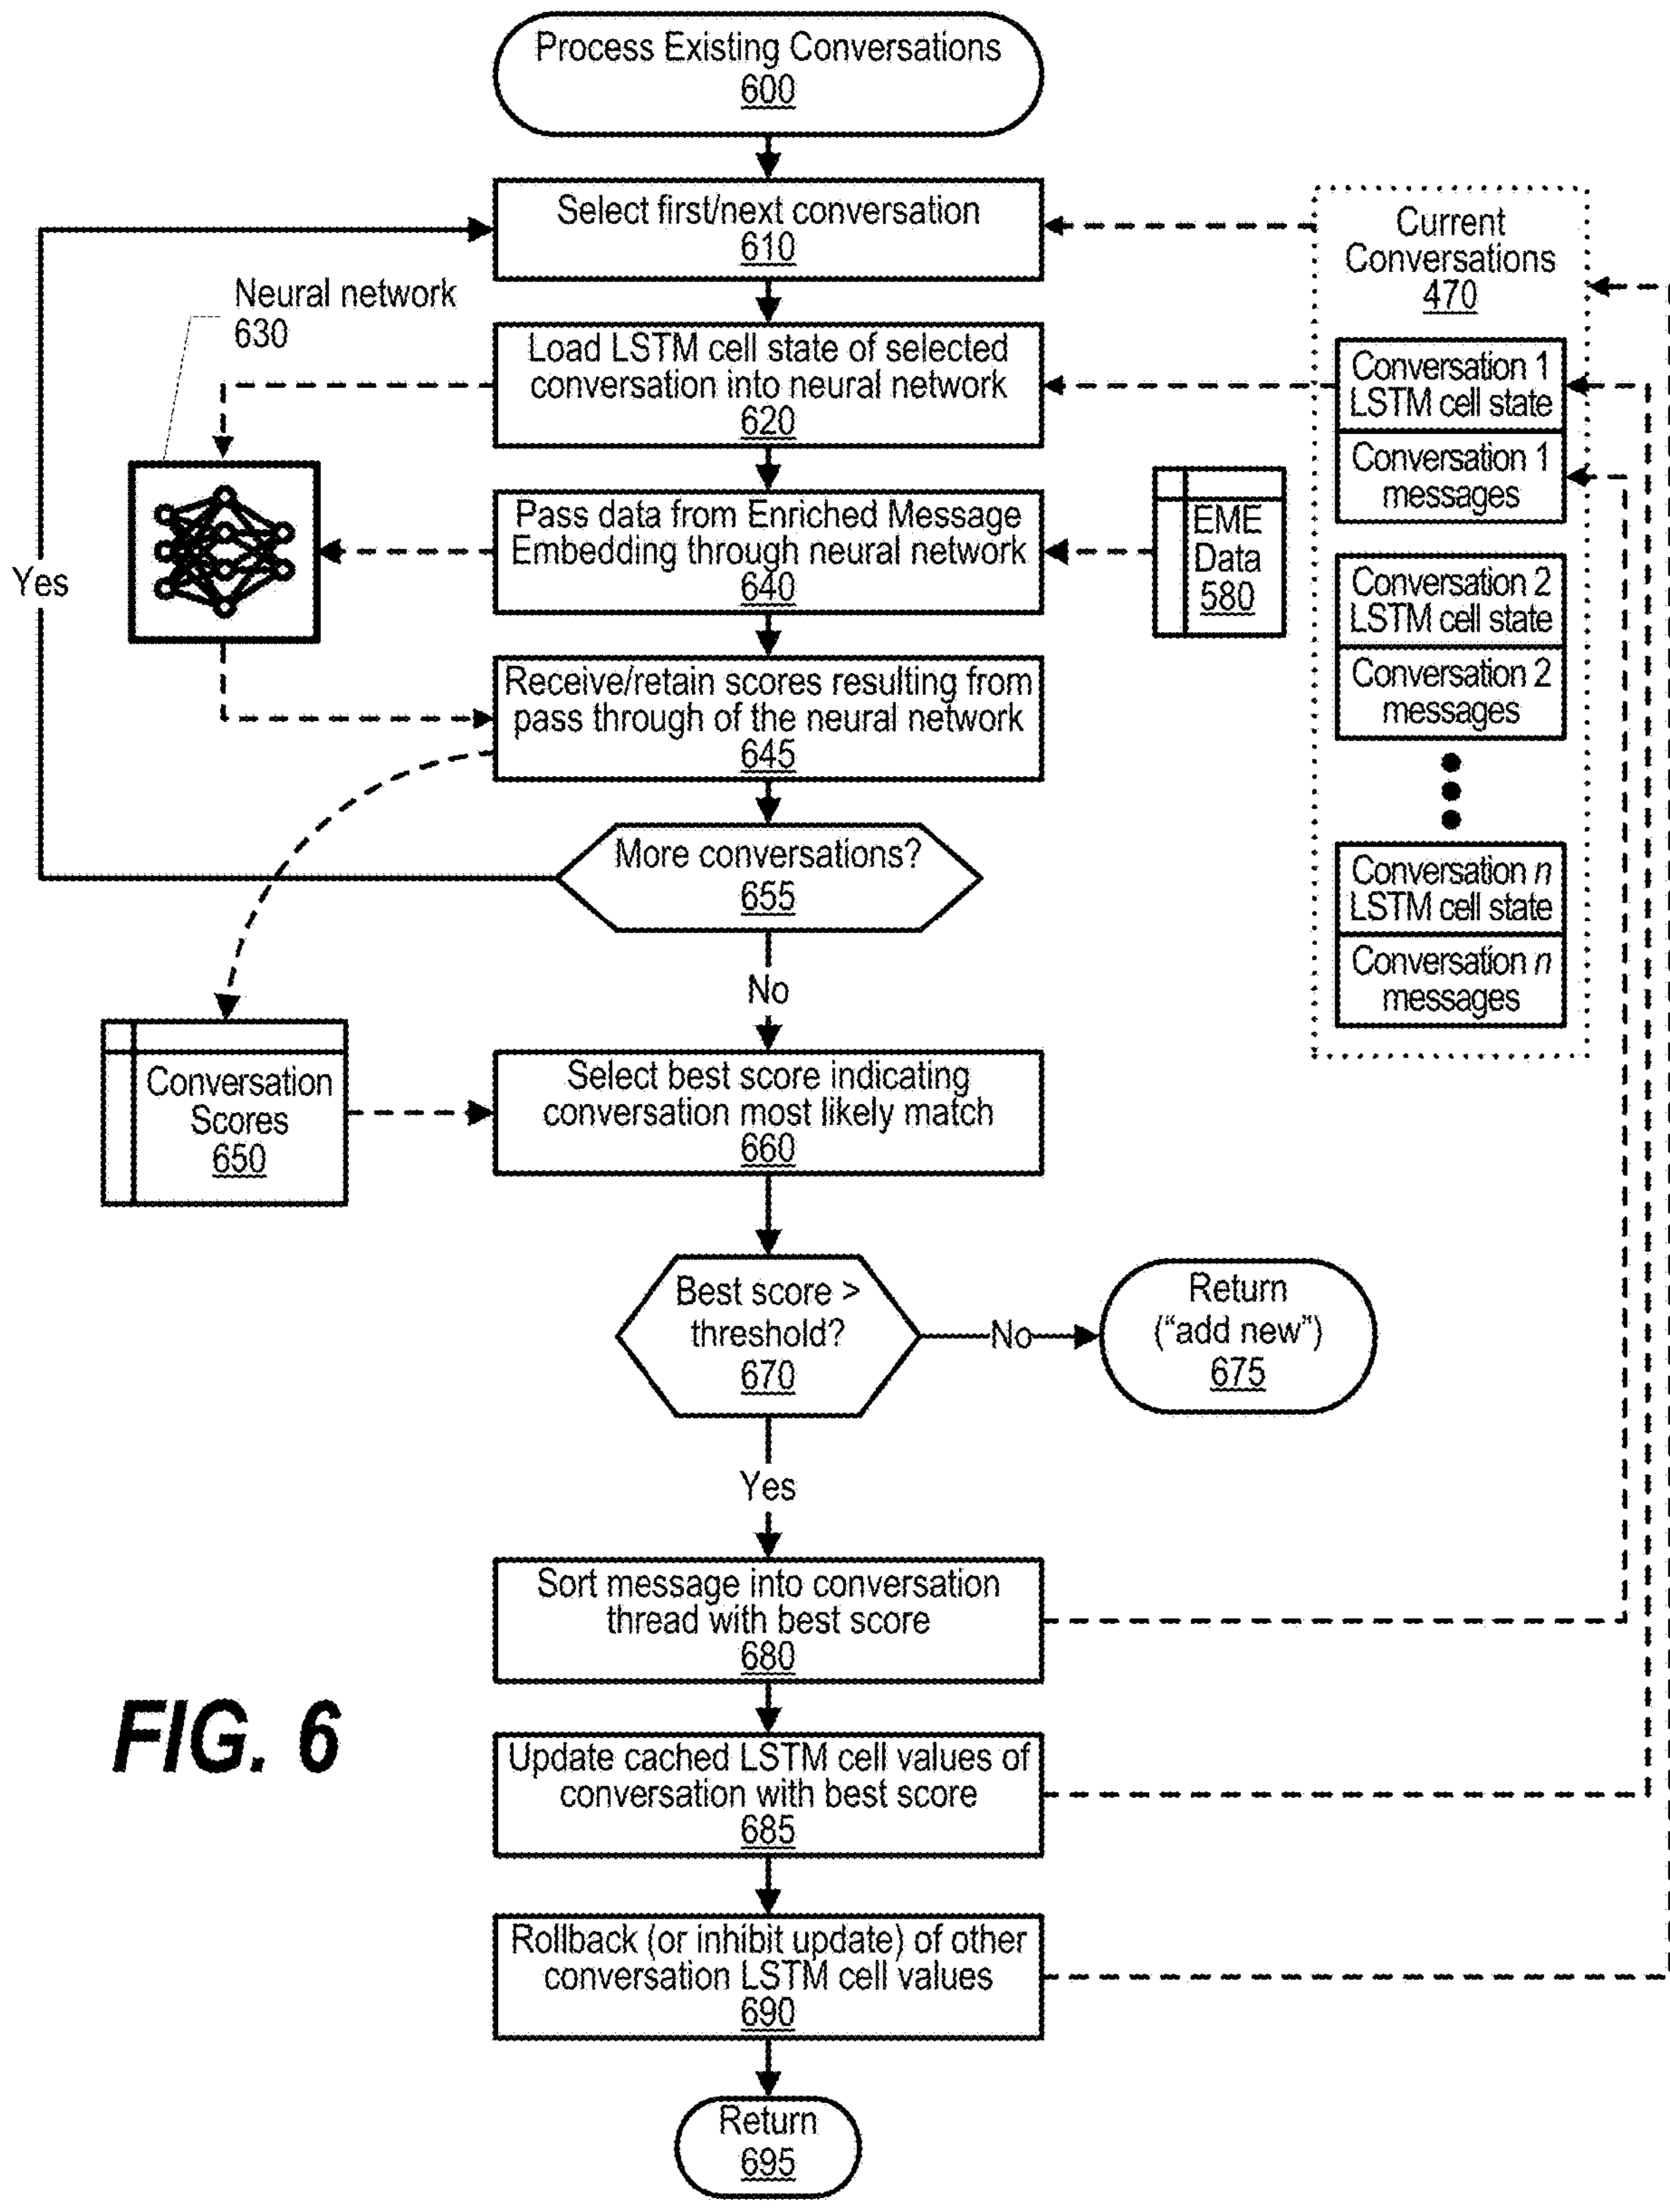 Process Existing Conversations
600
Select first/next conversation
610
Current
Conversations
470
Neural network
630
Load LSTM cell state of selected
conversation into neural network
620
Conversation 1
LSTM cell state
Conversation 1
messages
Pass data from Enriched Message
Embedding through neural network
640
EME
Data
580
Yes
Conversation 2
LSTM cell state
Conversation 2
messages
Receive/retain scores resulting from
pass through of the neural network
645
More conversations?
655
Conversation n
LSTM cell state
Conversation n
messages
No
Conversation
Scores
650
Select best score indicating
conversation most likely match
660
Best score >
threshold?
670
No
Return
("add new")
675
Yes
Sort message into conversation
thread with best score
680
FIG. 6
Update cached LSTM cell values of
conversation with best score
685
Rollback (or inhibit update) of other
conversation LSTM cell values
690
Return
695